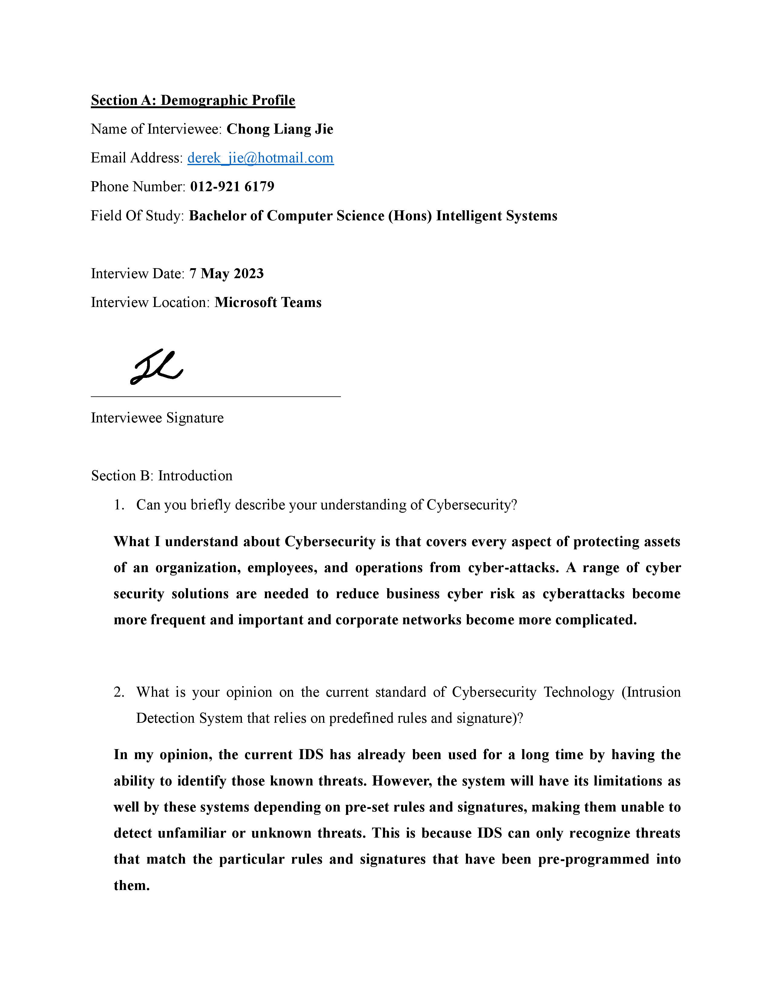 Section A: Demographic Profile
Name of Interviewee: Chong Liang Jie
Email Address: derek_jie@hotmail.com
Phone Number: 012-921 6179
Field Of Study: Bachelor of Computer Science (Hons) Intelligent Systems
Interview Date: 7 May 2023
Interview Location: Microsoft Teams
Interviewee Signature
Section B: Introduction
1. Can you briefly describe your understanding of Cybersecurity?
What I understand about Cybersecurity is that covers every aspect of protecting assets
of an organization, employees, and operations from cyber-attacks. A range of cyber
security solutions are needed to reduce business cyber risk as cyberattacks become
more frequent and important and corporate networks become more complicated.
2. What is your opinion on the current standard of Cybersecurity Technology (Intrusion
Detection System that relies on predefined rules and signature)?
In my opinion, the current IDS has already been used for a long time by having the
ability to identify those known threats. However, the system will have its limitations as
well by these systems depending on pre-set rules and signatures, making them unable to
detect unfamiliar or unknown threats. This is because IDS can only recognize threats
that match the particular rules and signatures that have been pre-programmed into
them.